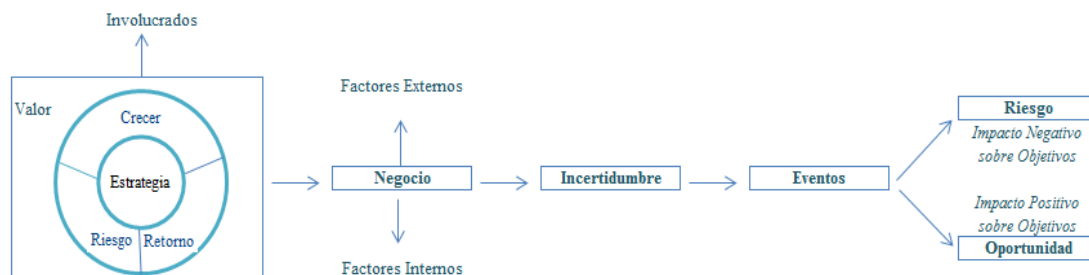 Involucrados
Valor
Crecer
Estrategia
Riesgo
Retorno
Factores Externos
Negocio
Factores Internos
Incertidumbre
Eventos
Riesgo
Impacto Negativo
sobre Objetivos
Impacto Positivo
sobre Objetivos
Oportunidad